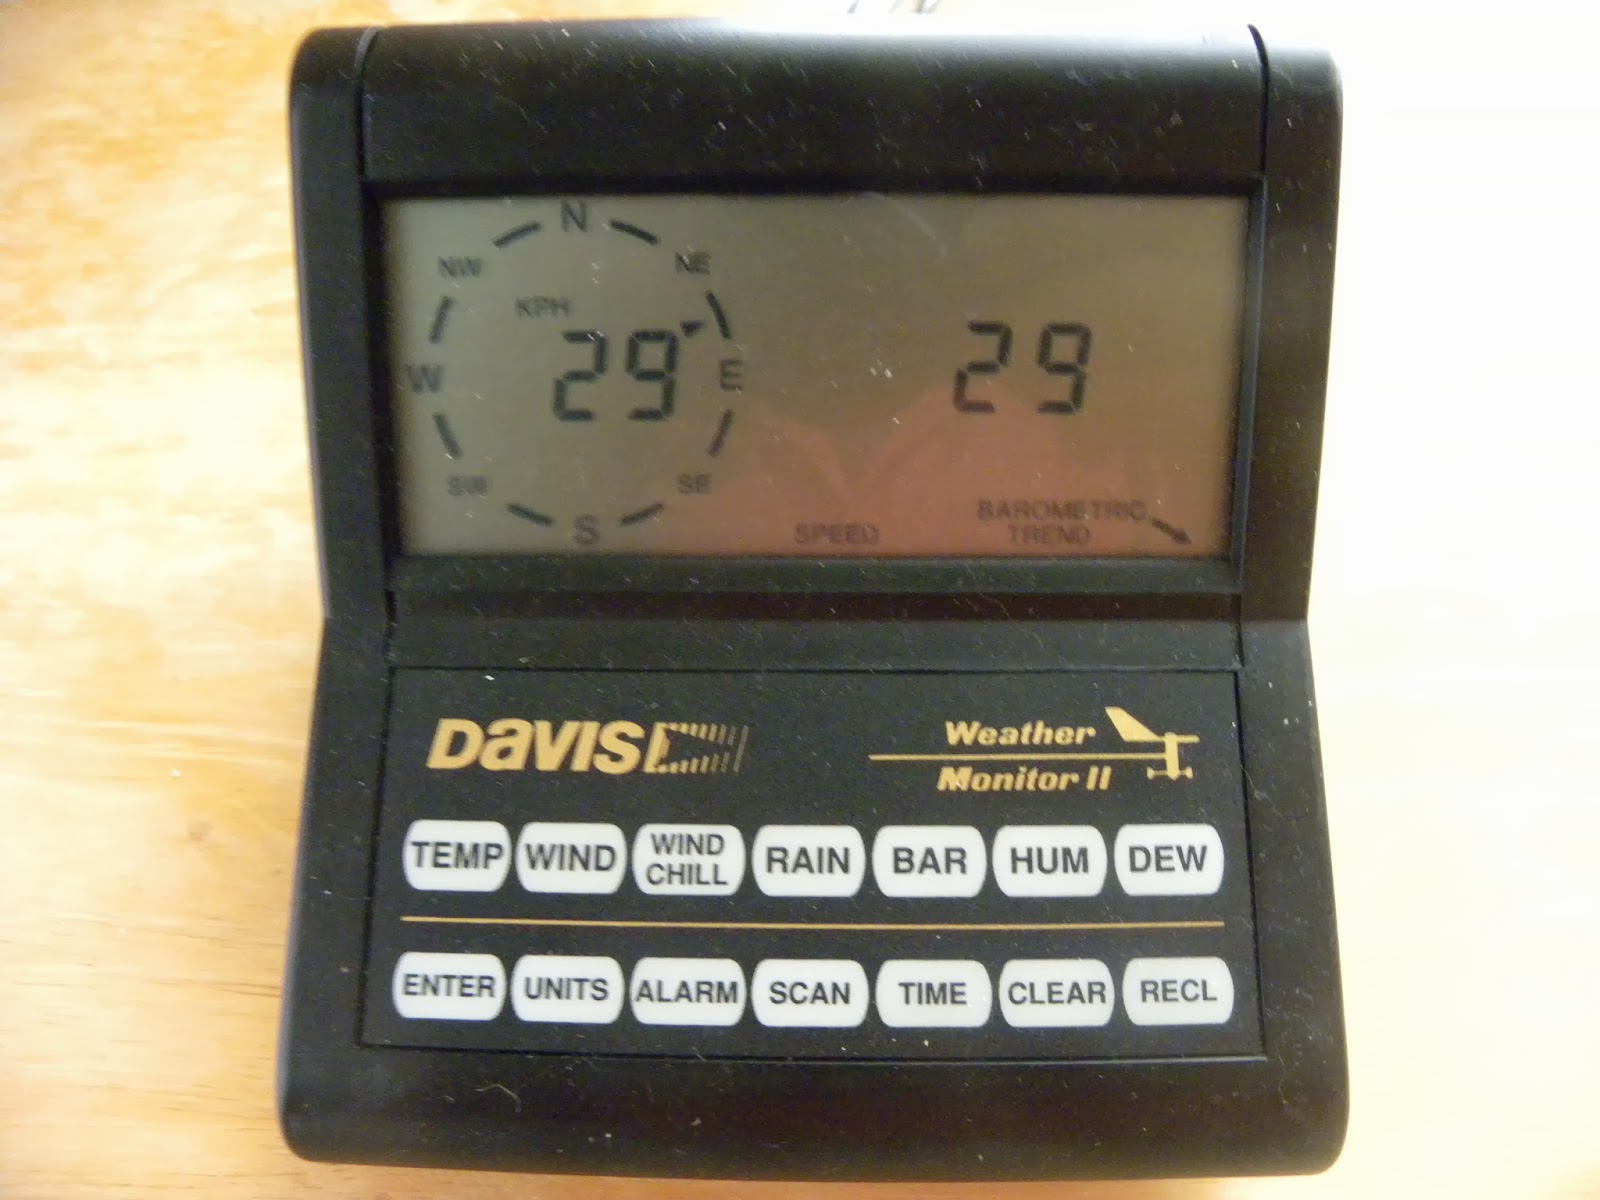 N
NW NE
KPH
29 29
W E
SW SE
S
SPEED
BAROMETRIC
TREND
DAVIS
Weather
Monitor II
TEMP WIND WIND CHILL RAIN BAR HUM DEW
ENTER UNITS ALARM SCAN TIME CLEAR RECL